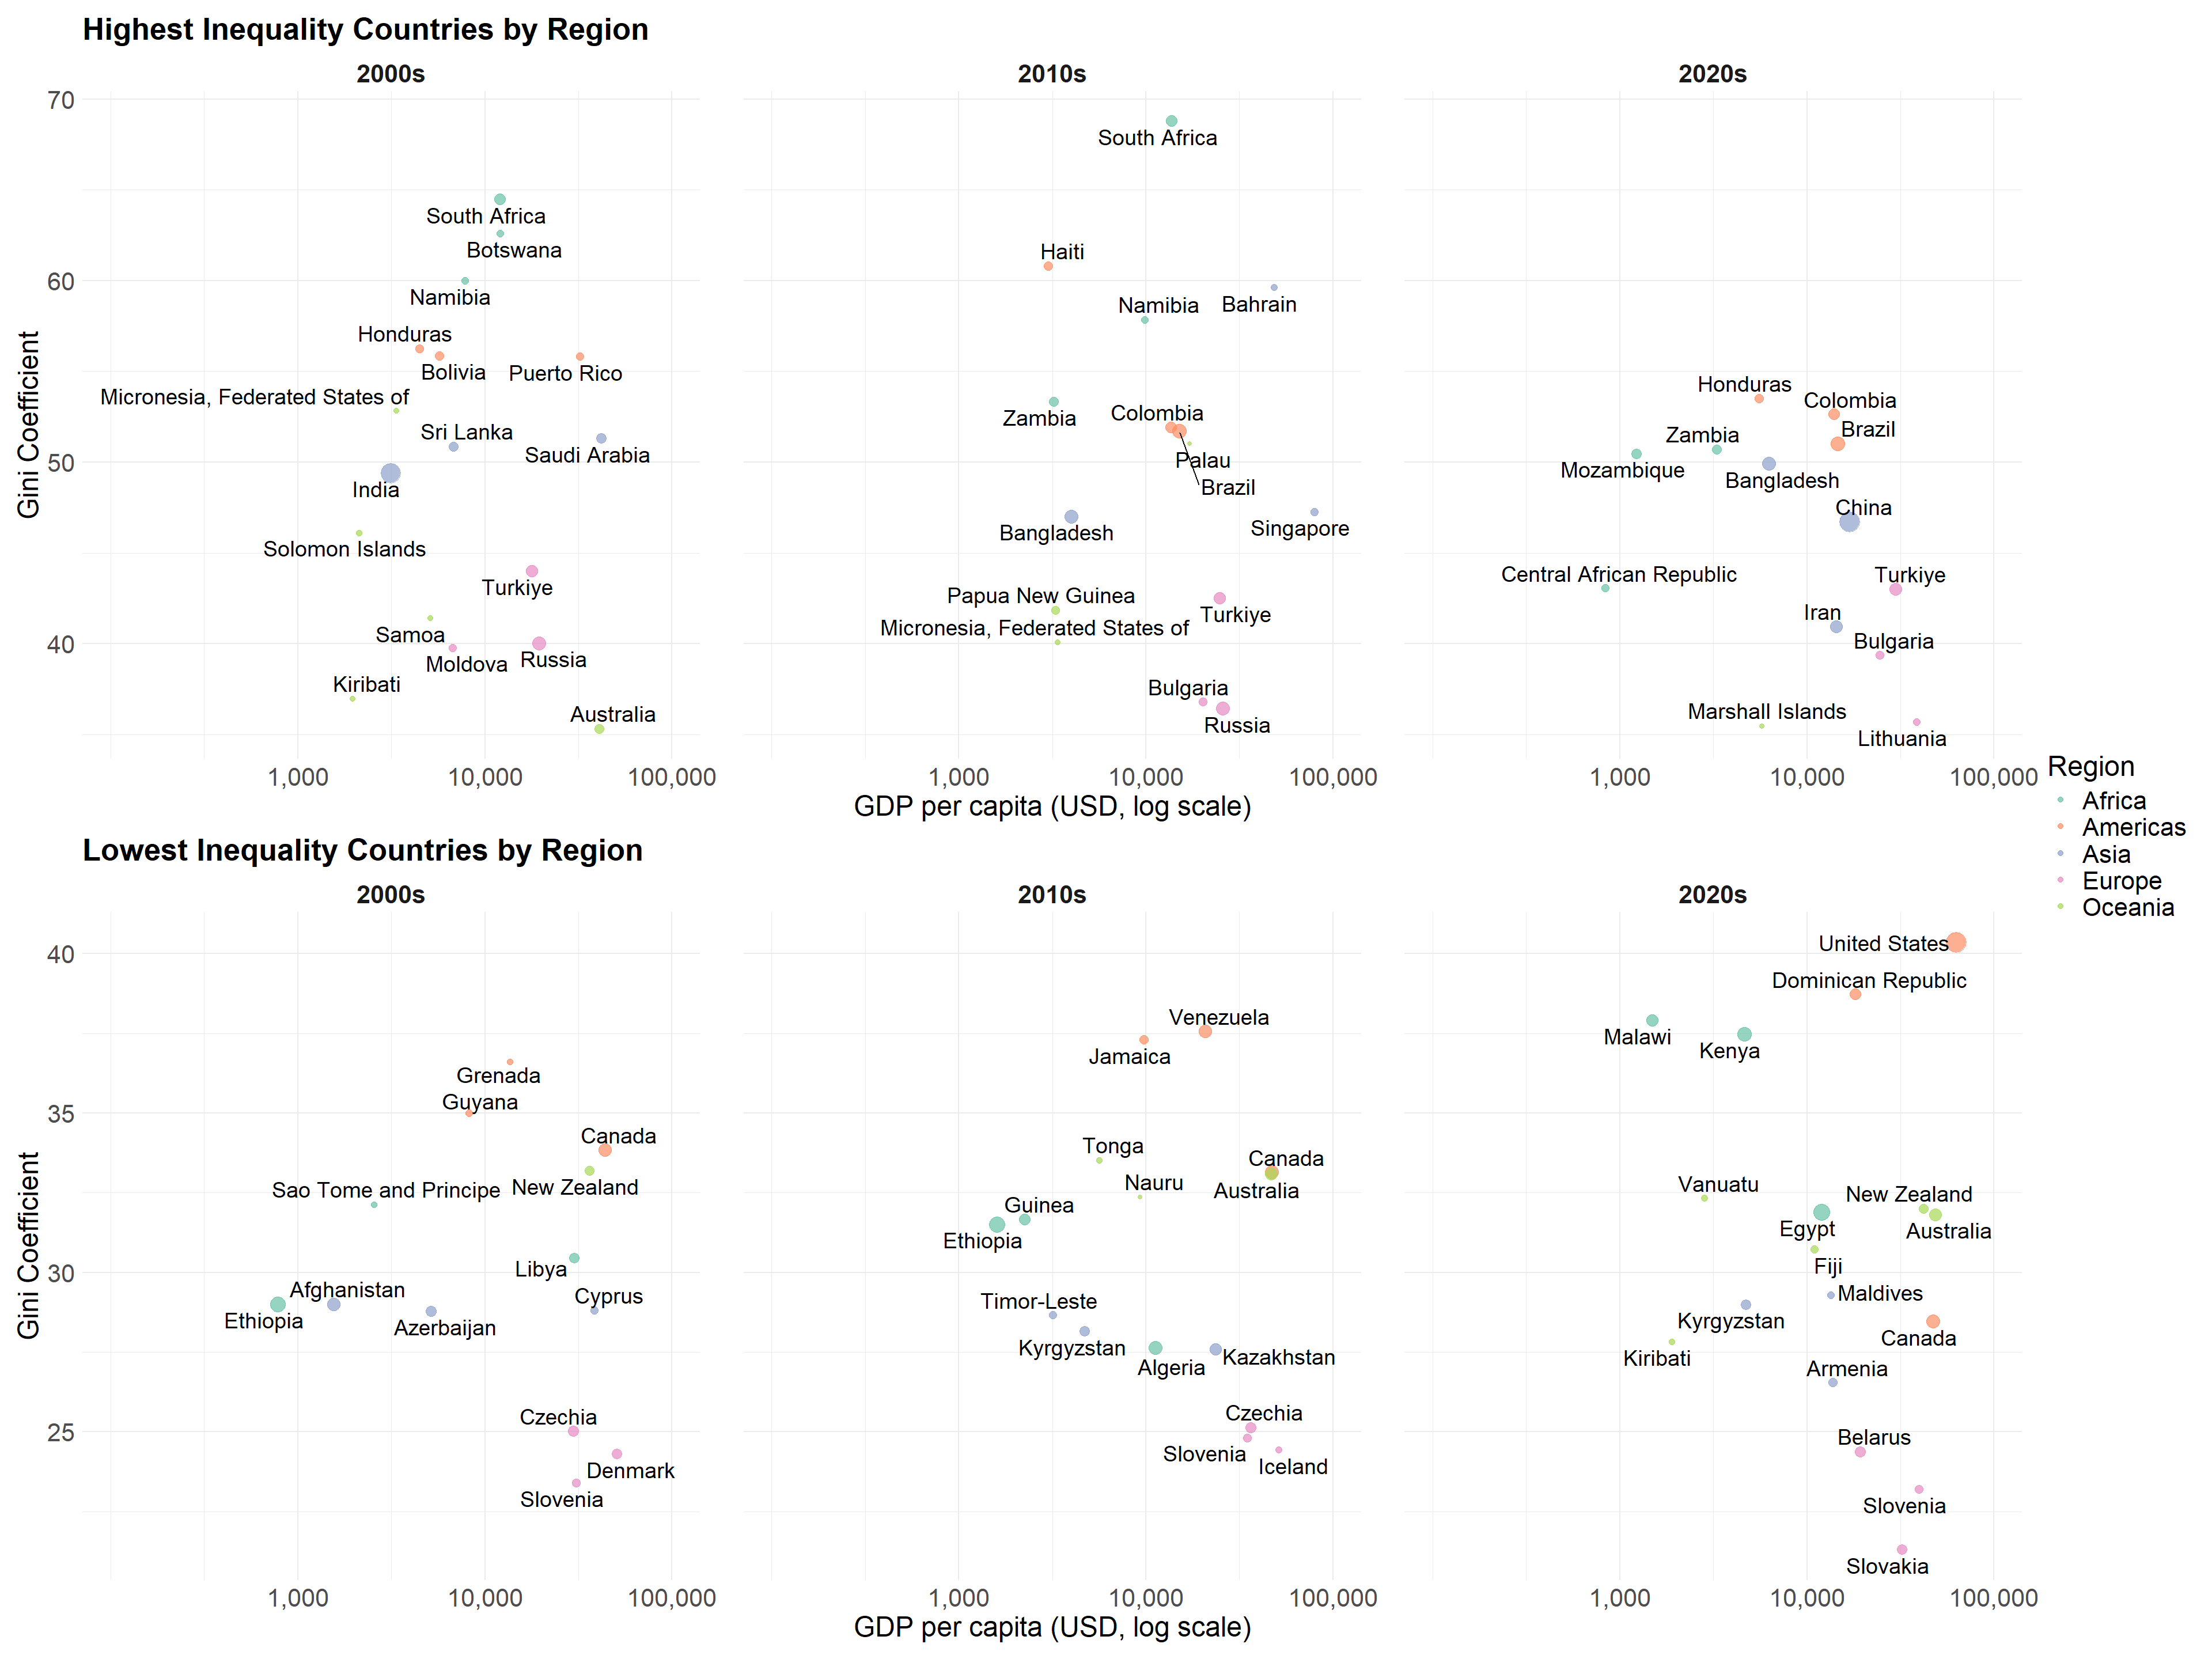 Highest Inequality Countries by Region
2000s
2010s
2020s
Gini Coefficient
70
60
50
40
South Africa
Botswana
Namibia
Honduras
Bolivia
Puerto Rico
Micronesia, Federated States of
Sri Lanka
Saudi Arabia
India
Solomon Islands
Turkiye
Samoa
Moldova
Russia
Kiribati
Australia
South Africa
Haiti
Bahrain
Namibia
Zambia
Colombia
Palau
Brazil
Bangladesh
Singapore
Papua New Guinea
Turkiye
Micronesia, Federated States of
Bulgaria
Russia
Honduras
Colombia
Brazil
Zambia
Mozambique
Bangladesh
China
Central African Republic
Turkiye
Iran
Bulgaria
Marshall Islands
Lithuania
1,000
10,000
100,000
1,000
10,000
100,000
1,000
10,000
100,000
GDP per capita (USD, log scale)
Region
Africa
Americas
Asia
Europe
Oceania
Lowest Inequality Countries by Region
2000s
2010s
2020s
Gini Coefficient
40
35
30
25
Grenada
Guyana
Canada
Sao Tome and Principe
New Zealand
Libya
Afghanistan
Cyprus
Ethiopia
Azerbaijan
Czechia
Denmark
Slovenia
Venezuela
Jamaica
Tonga
Canada
Nauru
Australia
Guinea
Ethiopia
Timor-Leste
Kyrgyzstan
Algeria
Kazakhstan
Czechia
Slovenia
Iceland
United States
Dominican Republic
Malawi
Kenya
Vanuatu
New Zealand
Egypt
Australia
Fiji
Maldives
Kyrgyzstan
Canada
Kiribati
Armenia
Belarus
Slovenia
Slovakia
1,000
10,000
100,000
1,000
10,000
100,000
1,000
10,000
100,000
GDP per capita (USD, log scale)